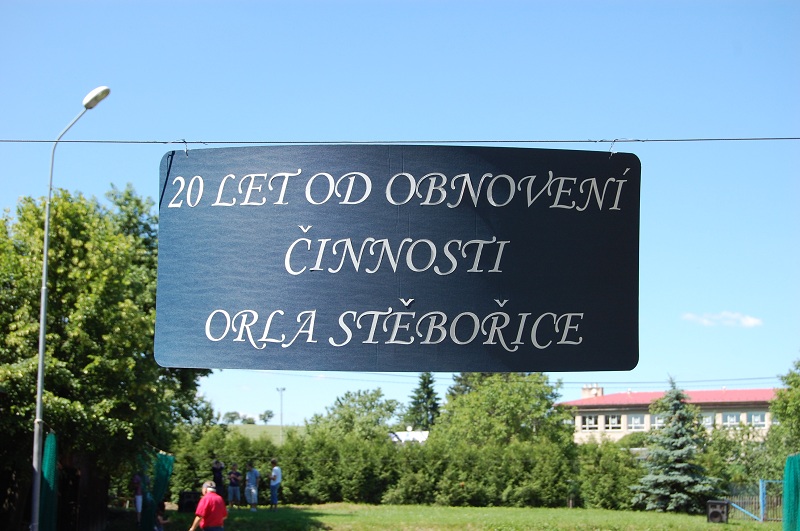 20 LET OD OBNOVENÍ
ČINNOSTI
ORLA STĚBOŘICE